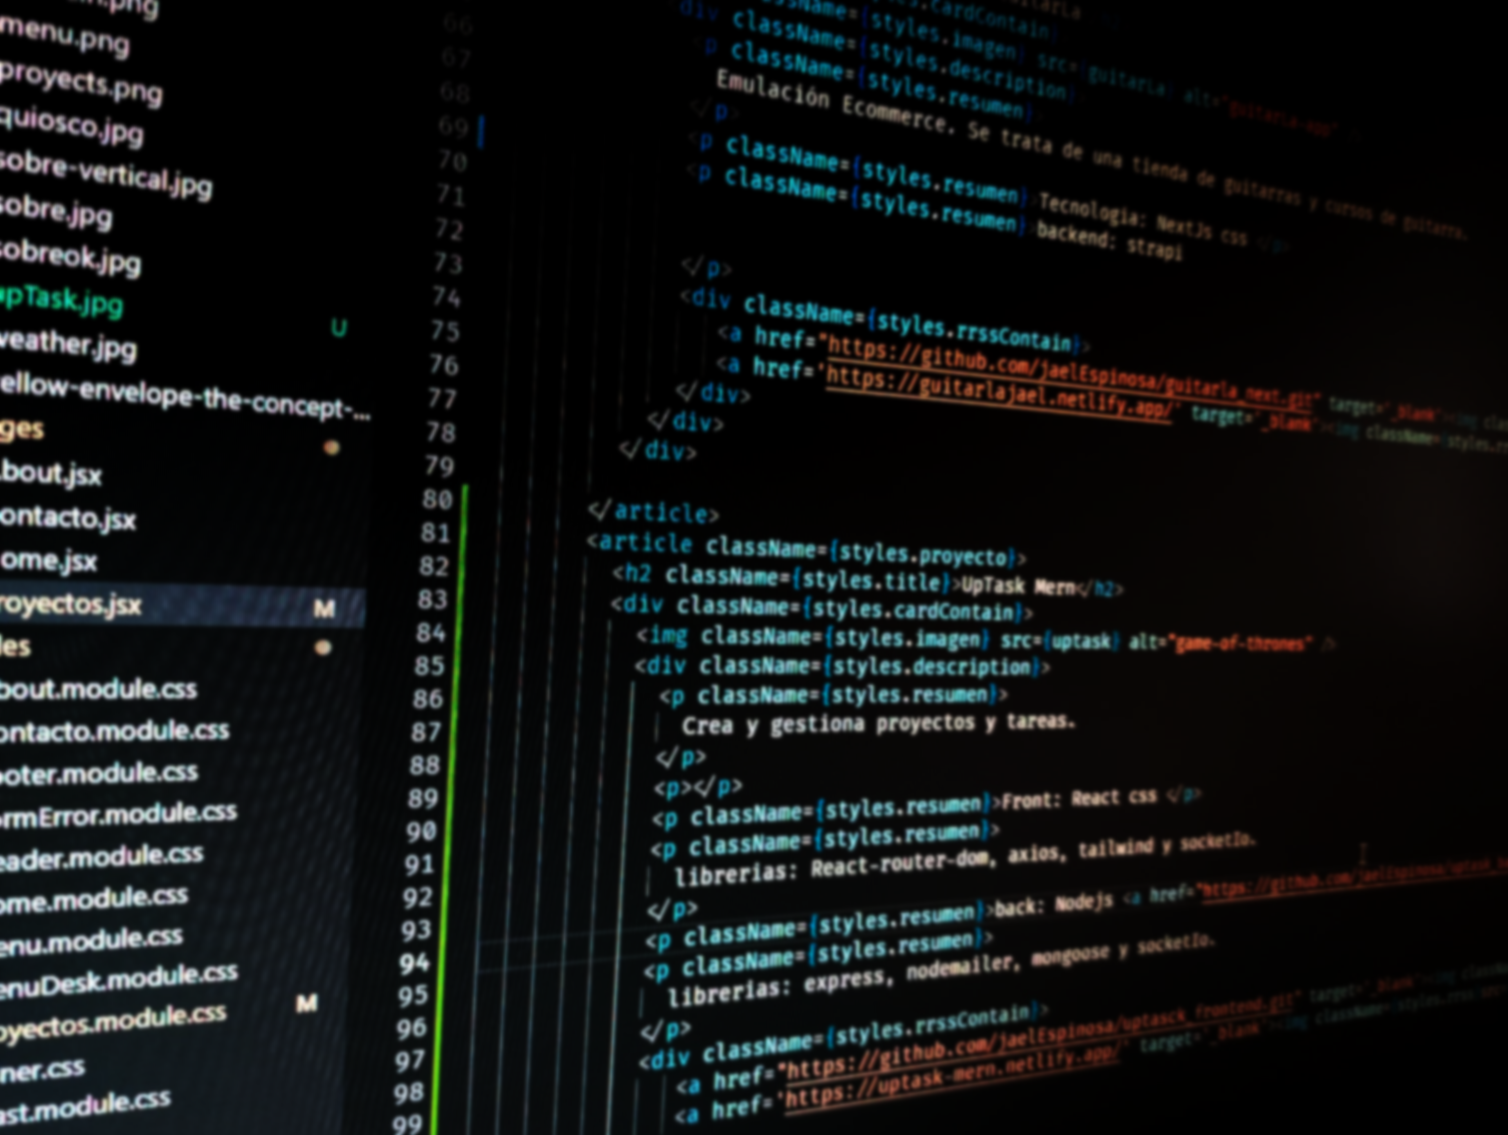 menu.png
proyects.png
quiosco.jpg
sobre-vertical.jpg
sobre.jpg
sobreok.jpg
upTask.jpg U
weather.jpg
ellow-envelope-the-concept-...
ges
bout.jsx
ontacto.jsx
ome.jsx
royectos.jsx M
les
bout.module.css
ontacto.module.css
ooter.module.css
ormError.module.css
eader.module.css
ome.module.css
enu.module.css
enuDesk.module.css
oyectos.module.css M
ner.css
ast.module.css
66
67
68
69
70
71
72
73
74
75
76
77
78
79
80
81
82
83
84
85
86
87
88
89
90
91
92
93
94
95
96
97
98
99
className={styles.cardContain}
<div className={styles.imagen} src={guitarLa} alt="guitarla-app"
<p className={styles.description}
className={styles.resumen}
Emulación Ecommerce. Se trata de una tienda de guitarras y cursos de guitarra.
</p>
<p className={styles.resumen}>Tecnologia: NextJs css </p>
<p className={styles.resumen}>backend: strapi
</p>
<div className={styles.rrssContain}>
<a href="https://github.com/jaelEspinosa/guitarla_next.git" target="_blank"><img
<a href='https://guitarlajael.netlify.app/' target='_blank'><img className={styles.
</div>
</div>
</div>
</article>
<article className={styles.proyecto}>
<h2 className={styles.title}>UpTask Mern</h2>
<div className={styles.cardContain}>
<img className={styles.imagen} src={uptask} alt="game-of-thrones" />
<div className={styles.description}>
<p className={styles.resumen}>
Crea y gestiona proyectos y tareas.
</p>
<p></p>
<p className={styles.resumen}>Front: React css </p>
<p className={styles.resumen}>
librerias: React-router-dom, axios, tailwind y socketIo.
</p>
<p className={styles.resumen}>back: Nodejs <a href="https://github.com/jaelEspinosa/
<p className={styles.resumen}>
librerias: express, nodemailer, mongoose y socketIo.
</p>
<div className={styles.rrssContain}>
<a href="https://github.com/jaelEspinosa/uptasck_frontend.git" target="_blank"><img
<a href='https://uptask-mern.netlify.app/' target='_blank'><img className={styles.